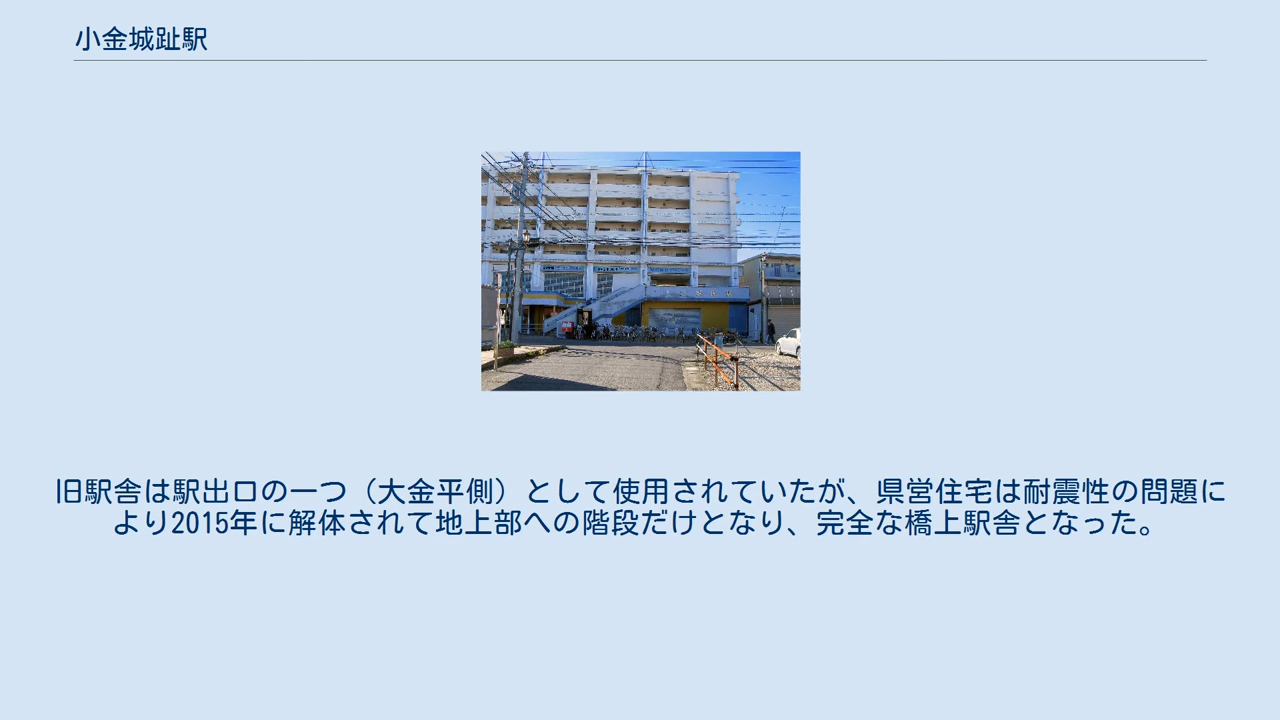 小金城趾駅
旧駅舎は駅出口の一つ（大金平側）として使用されていたが、県営住宅は耐震性の問題に
より2015年に解体されて地上部への階段だけとなり、完全な橋上駅舎となった。